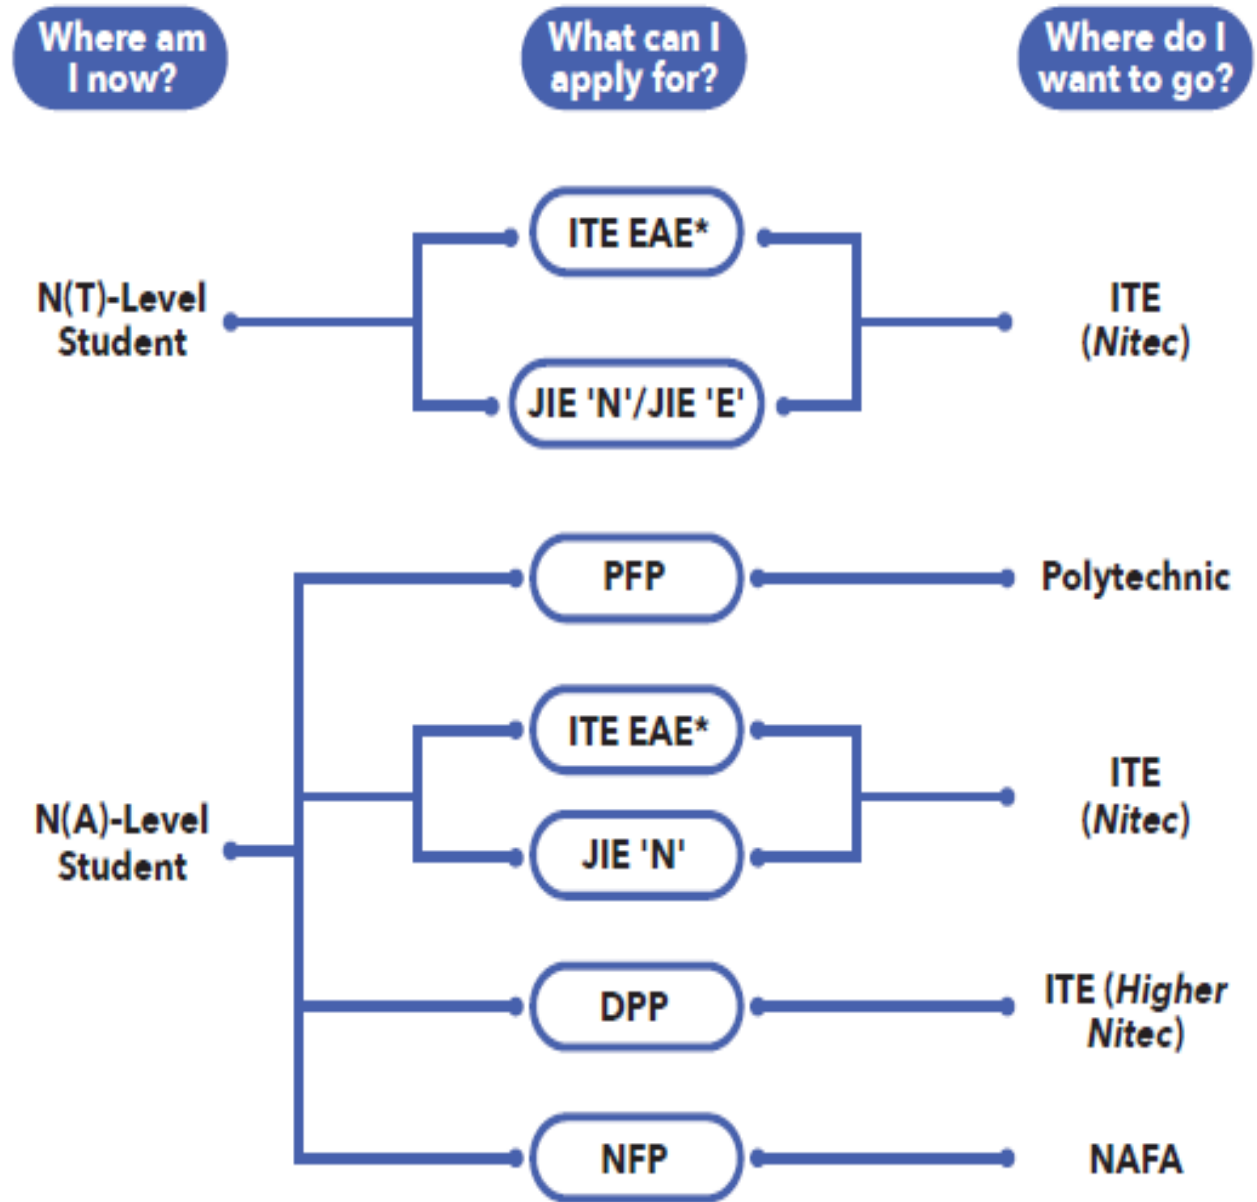 Where am
I now?
What can I
apply for?
Where do I
want to go?
N(T)-Level
Student
ITE EAE*
JIE 'N'/JIE 'E'
ITE
(Nitec)
N(A)-Level
Student
PFP
Polytechnic
ITE EAE*
JIE 'N'
ITE
(Nitec)
DPP
ITE (Higher
Nitec)
NFP
NAFA